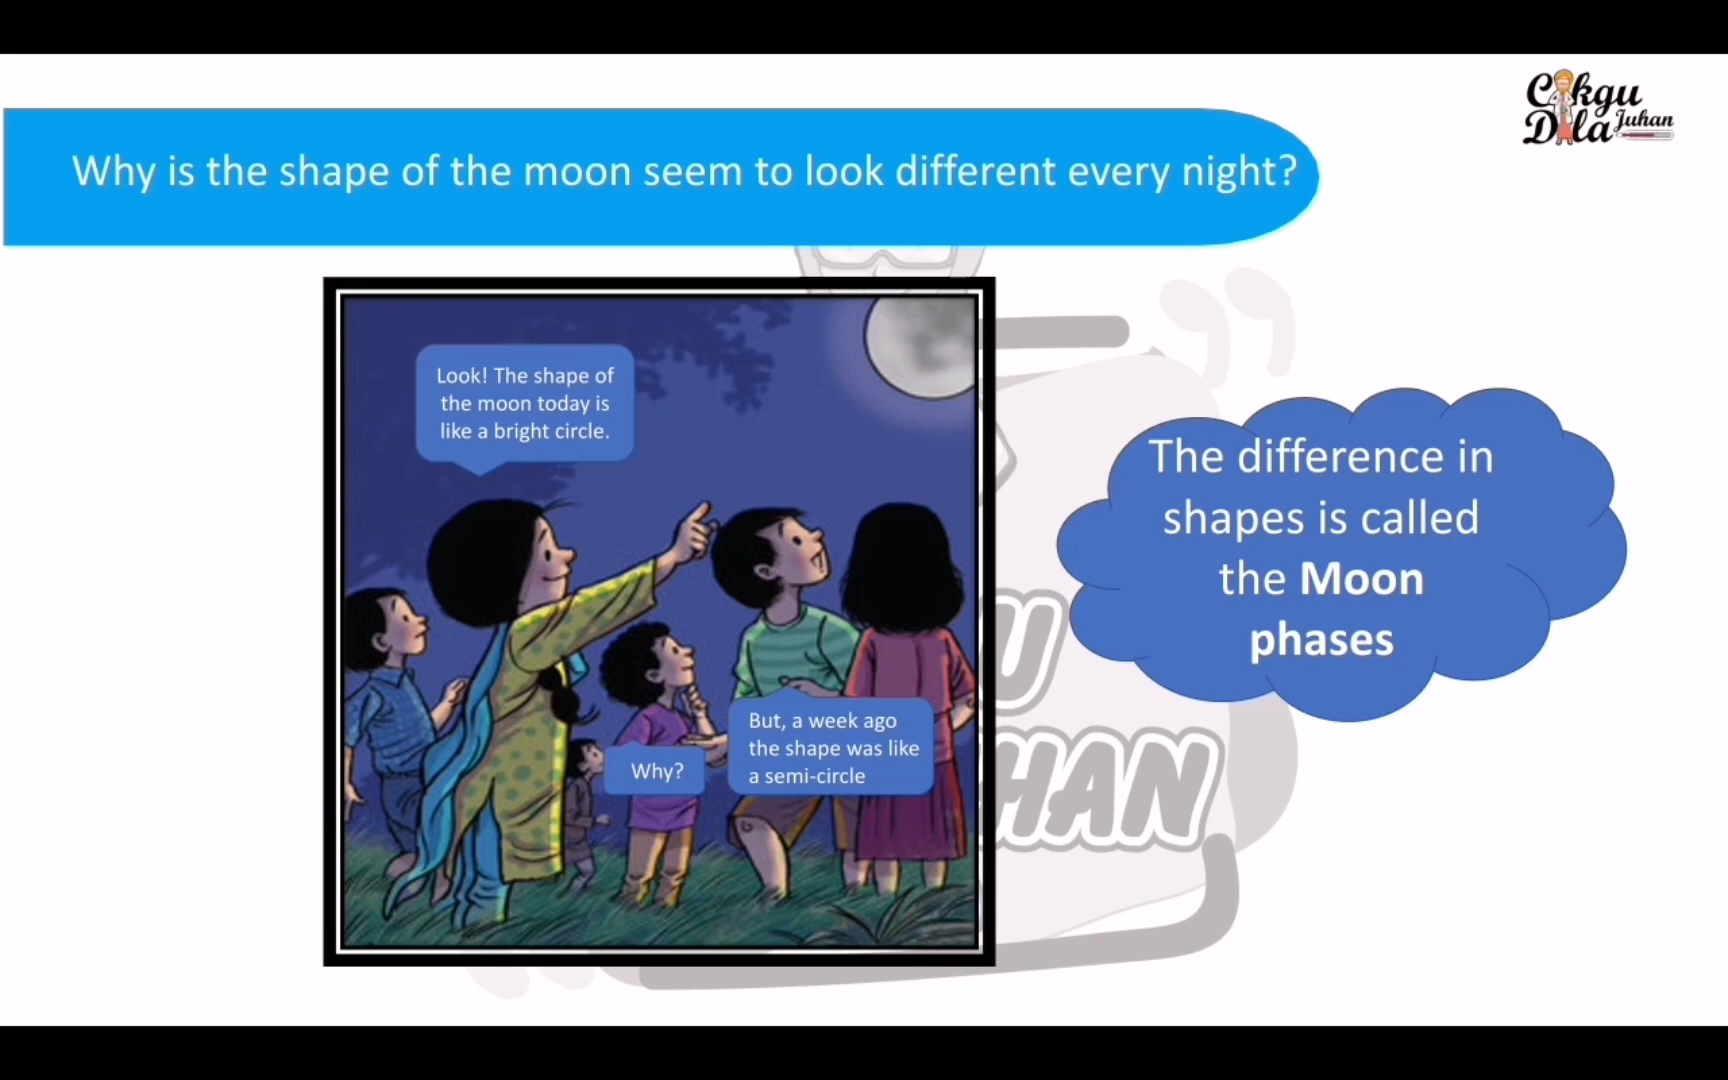 Cikgu
Dila Juhan
Why is the shape of the moon seem to look different every night?
Look! The shape of
the moon today is
like a bright circle.
But, a week ago
the shape was like
a semi-circle
Why?
The difference in
shapes is called
the Moon
phases
U
HAN